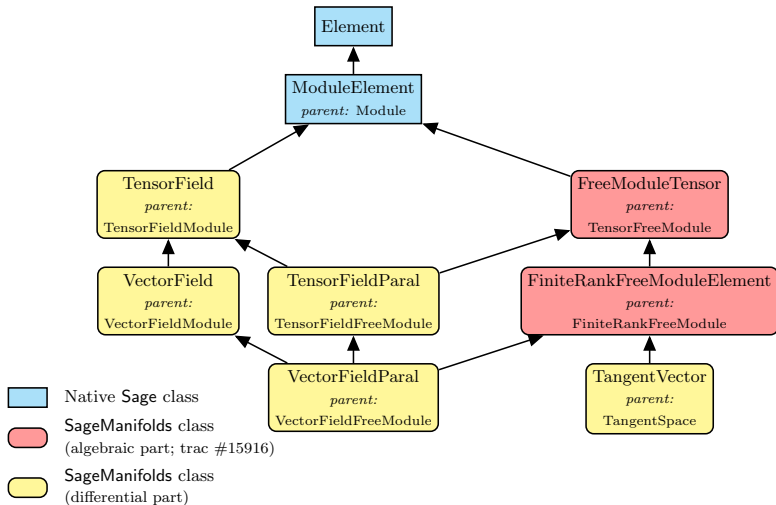 Element
ModuleElement
parent: Module
TensorField
parent:
TensorFieldModule
FreeModuleTensor
parent:
TensorFreeModule
VectorField
parent:
VectorFieldModule
TensorFieldParal
parent:
TensorFieldFreeModule
FiniteRankFreeModuleElement
parent:
FiniteRankFreeModule
VectorFieldParal
parent:
VectorFieldFreeModule
TangentVector
parent:
TangentSpace
Native Sage class
SageManifolds class
(algebraic part; trac #15916)
SageManifolds class
(differential part)